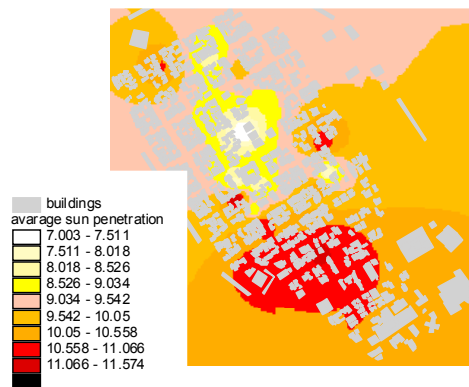 buildings
avarage sun penetration
7.003 - 7.511
7.511 - 8.018
8.018 - 8.526
8.526 - 9.034
9.034 - 9.542
9.542 - 10.05
10.05 - 10.558
10.558 - 11.066
11.066 - 11.574